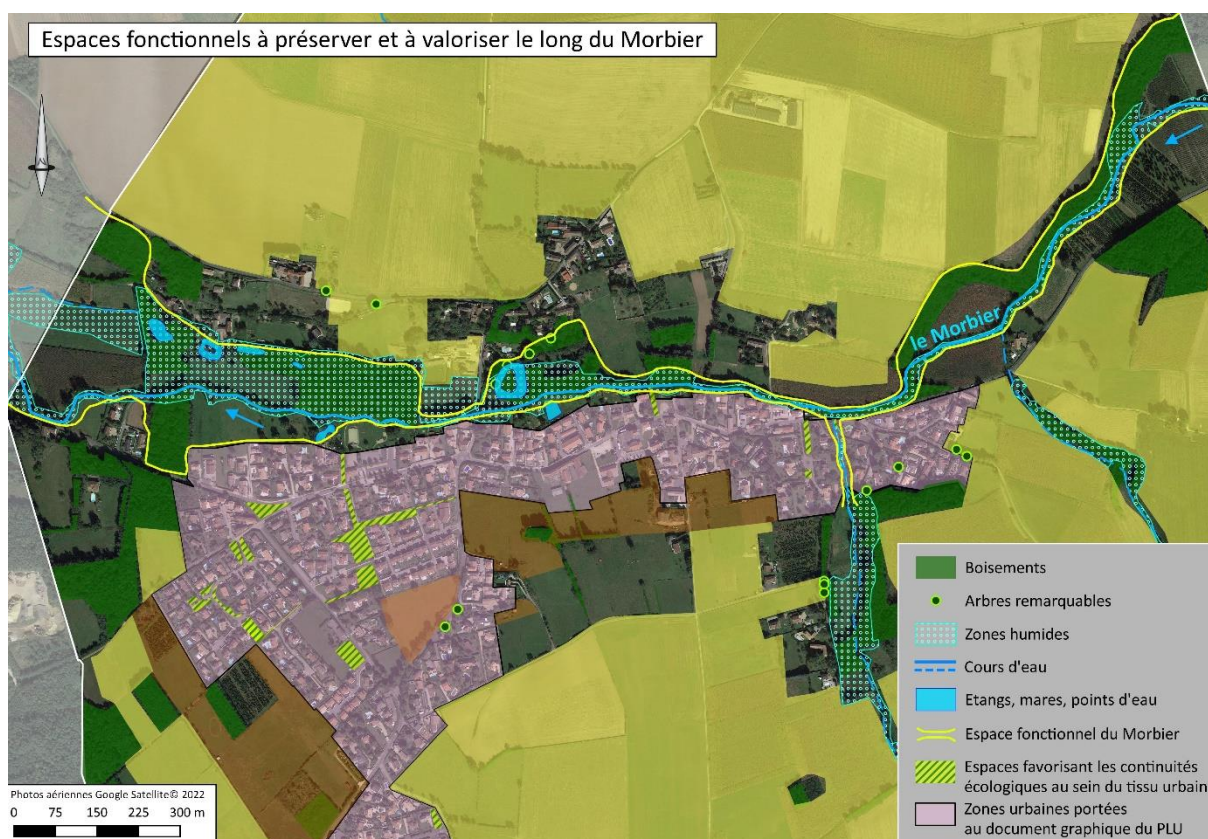 Espaces fonctionnels à préserver et à valoriser le long du Morbier
le Morbier
Boisements
Arbres remarquables
Zones humides
Cours d'eau
Etangs, mares, points d'eau
Espace fonctionnel du Morbier
Espaces favorisant les continuités
écologiques au sein du tissu urbain
Zones urbaines portées
au document graphique du PLU
Photos aériennes Google Satellite© 2022
0 75 150 225 300 m